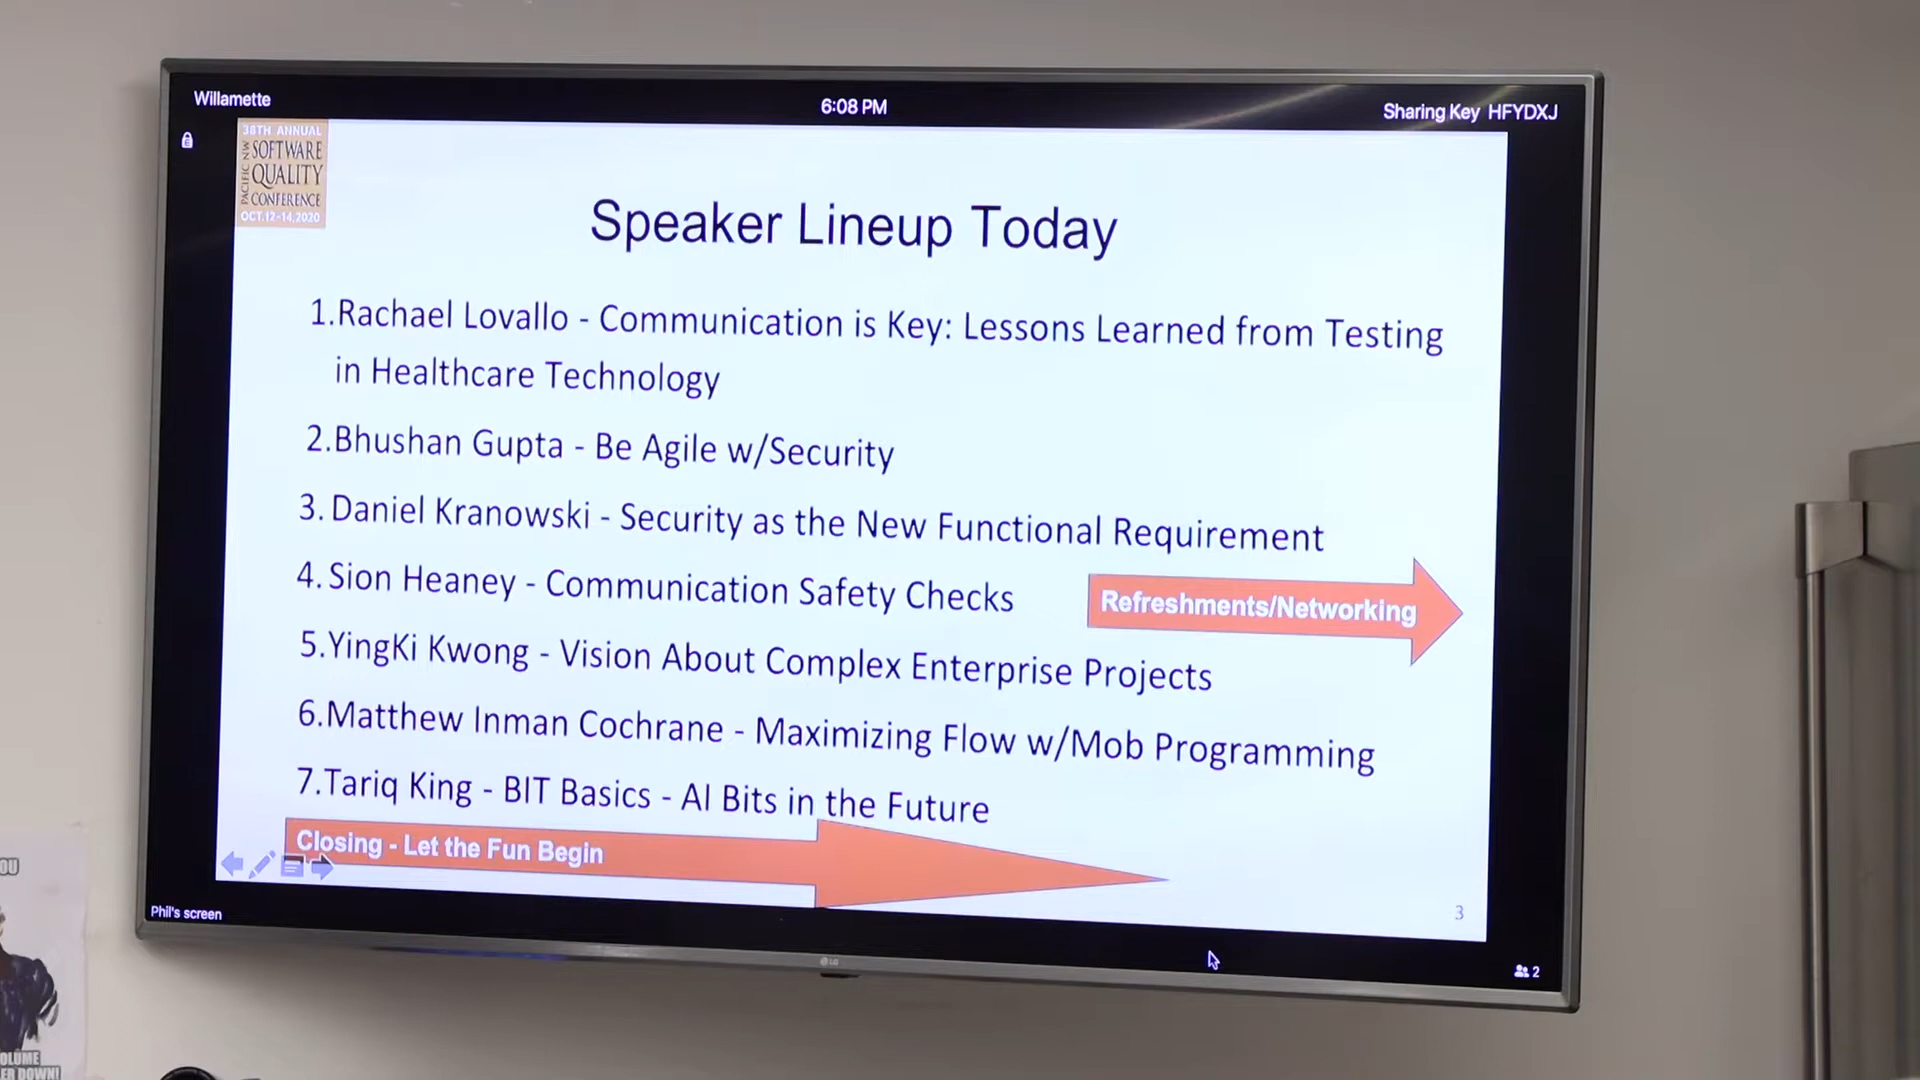 Willamette
6:08 PM
Sharing Key HFYDXJ
38TH ANNUAL
PACIFIC NW
SOFTWARE
QUALITY
CONFERENCE
OCT.12-14,2020
Speaker Lineup Today
1.Rachael Lovallo - Communication is Key: Lessons Learned from Testing
in Healthcare Technology
2.Bhushan Gupta - Be Agile w/Security
3. Daniel Kranowski - Security as the New Functional Requirement
4. Sion Heaney - Communication Safety Checks
Refreshments/Networking
5.YingKi Kwong - Vision About Complex Enterprise Projects
6.Matthew Inman Cochrane - Maximizing Flow w/Mob Programming
7.Tariq King - BIT Basics - AI Bits in the Future
Closing - Let the Fun Begin
3
Phil's screen
2
LG
OU
OLUME
ER DOWN!